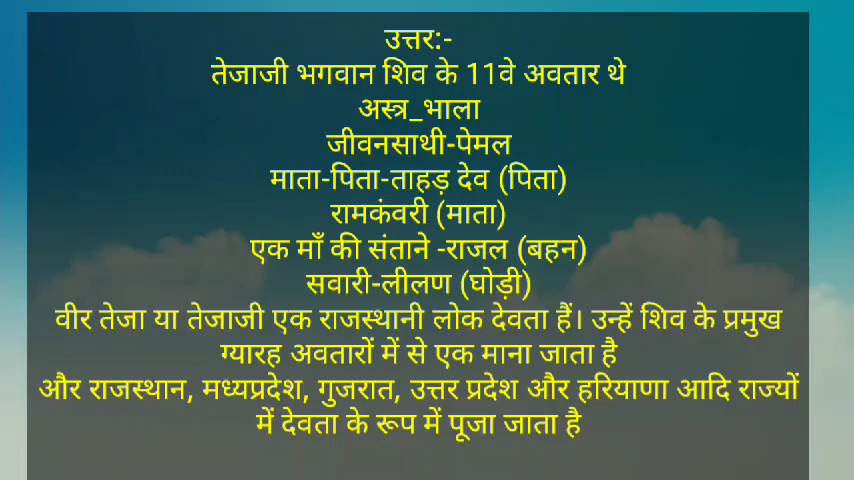 उत्तर:-
तेजाजी भगवान शिव के 11वे अवतार थे
अस्त्र_भाला
जीवनसाथी-पेमल
माता-पिता-ताहड़ देव (पिता)
रामकंवरी (माता)
एक माँ की संताने -राजल (बहन)
सवारी-लीलण (घोड़ी)
वीर तेजा या तेजाजी एक राजस्थानी लोक देवता हैं। उन्हें शिव के प्रमुख
ग्यारह अवतारों में से एक माना जाता है
और राजस्थान, मध्यप्रदेश, गुजरात, उत्तर प्रदेश और हरियाणा आदि राज्यों
में देवता के रूप में पूजा जाता है